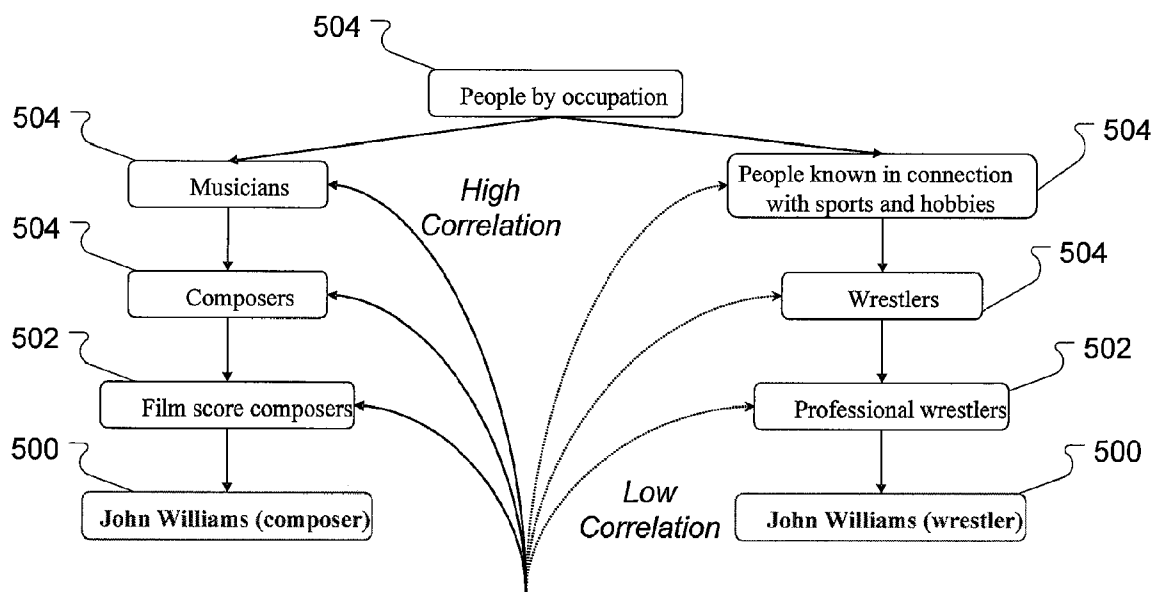 504
People by occupation
504
Musicians
High
Correlation
504
People known in connection
with sports and hobbies
504
Composers
504
Wrestlers
502
Film score composers
502
Professional wrestlers
500
John Williams (composer)
Low
Correlation
500
John Williams (wrestler)